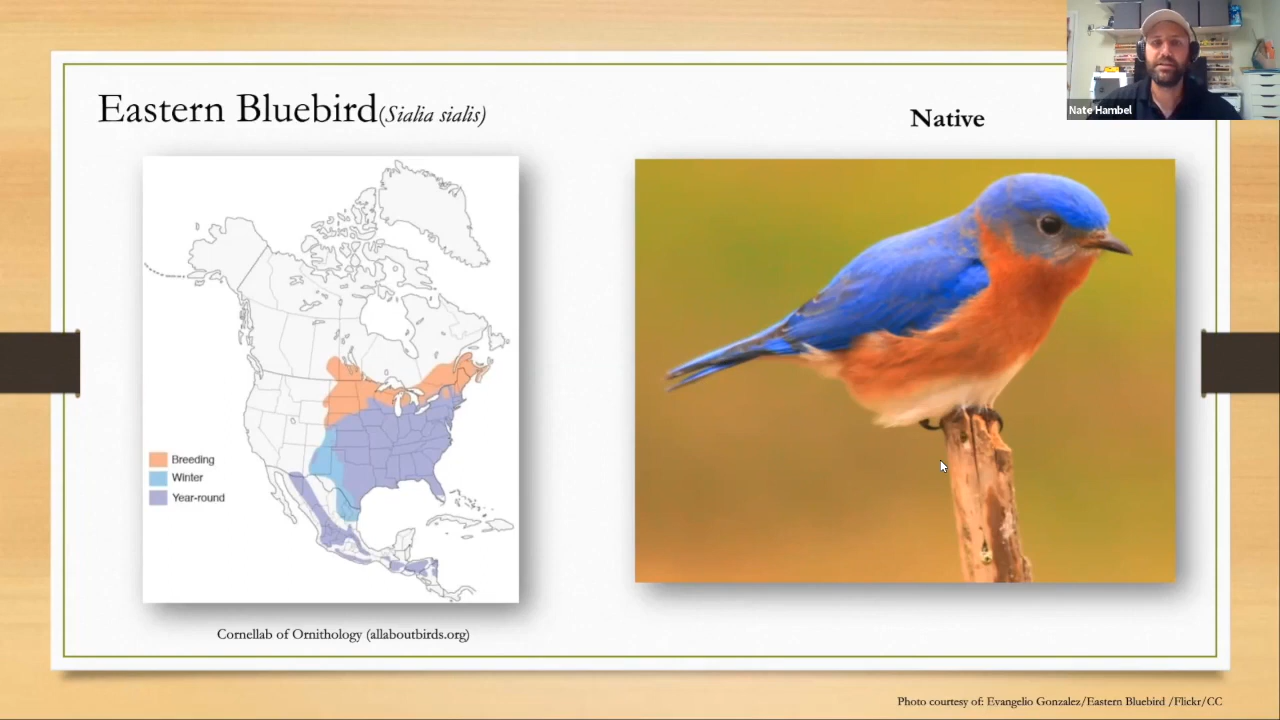 Eastern Bluebird(Sialia sialis)
Native
Nate Hambel
Breeding
Winter
Year-round
Cornellab of Ornithology (allaboutbirds.org)
Photo courtesy of: Evangelio Gonzalez/Eastern Bluebird /Flickr/CC